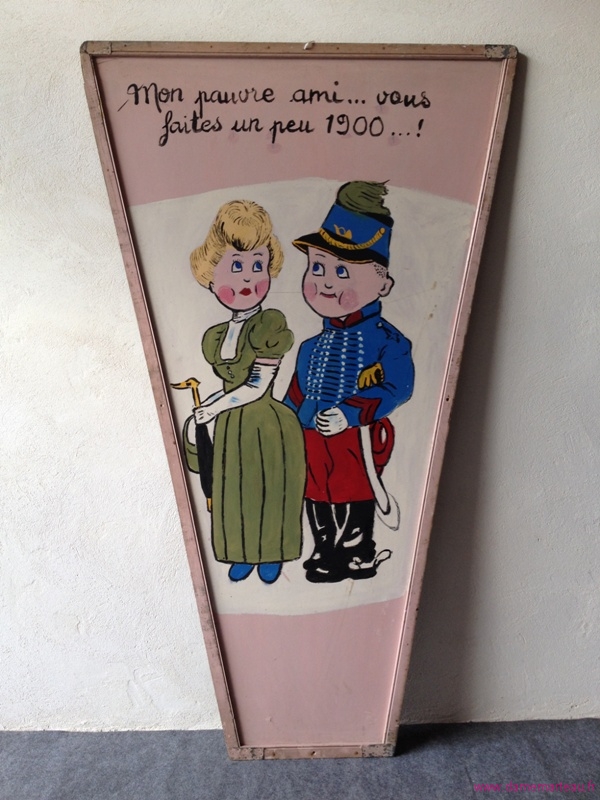 Mon pauvre ami... vous
faites un peu 1900...!